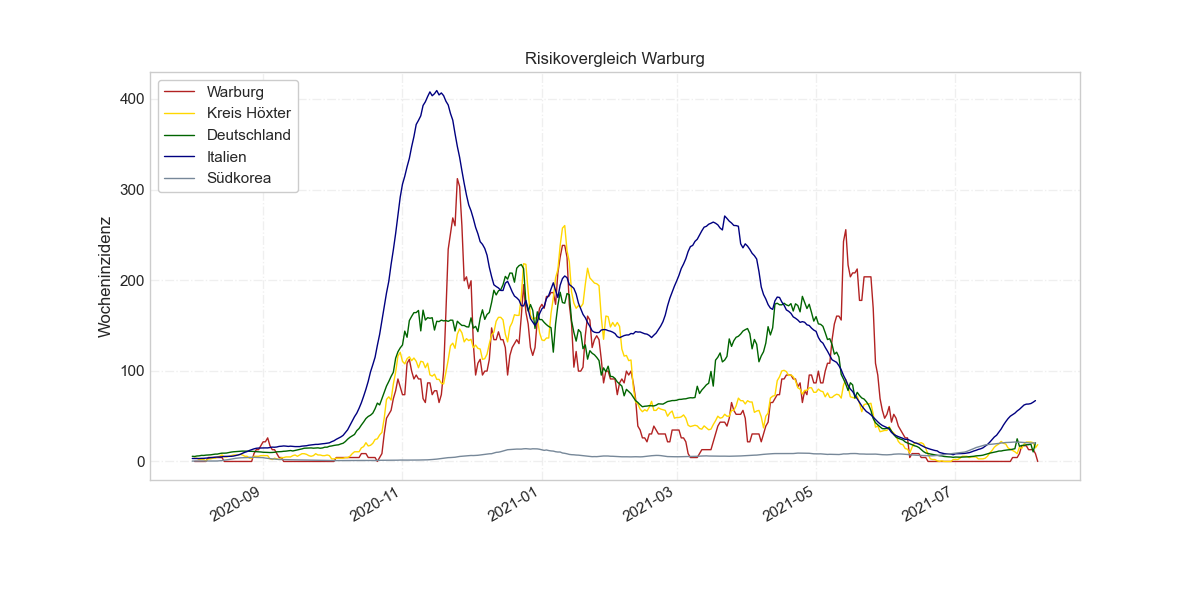 Risikovergleich Warburg
Warburg
Kreis Höxter
Deutschland
Italien
Südkorea
Wocheninzidenz
400
300
200
100
0
2020-09
2020-11
2021-01
2021-03
2021-05
2021-07